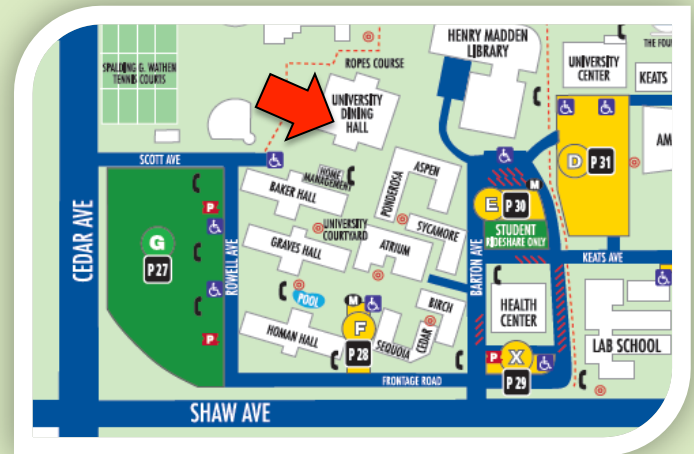 HENRY MADDEN
LIBRARY
THE FOU
SPALDING G. WATHEN
TENNIS COURTS
ROPES COURSE
UNIVERSITY
CENTER
KEATS
UNIVERSITY
DINING
HALL
AM
SCOTT AVE
HOME
MANAGEMENT
BAKER HALL
PONDEROSA
ASPEN
SYCAMORE
M
D
P31
E
P30
STUDENT
RIDESHARE ONLY
CEDAR AVE
G
P27
P
P
ROWELL AVE
UNIVERSITY
COURTYARD
GRAVES HALL
ATRIUM
BARTON AVE
KEATS AVE
POOL
M
F
P28
BIRCH
CEDAR
SEQUOIA
HOMAN HALL
HEALTH
CENTER
LAB SCHOOL
P
X
P29
FRONTAGE ROAD
SHAW AVE